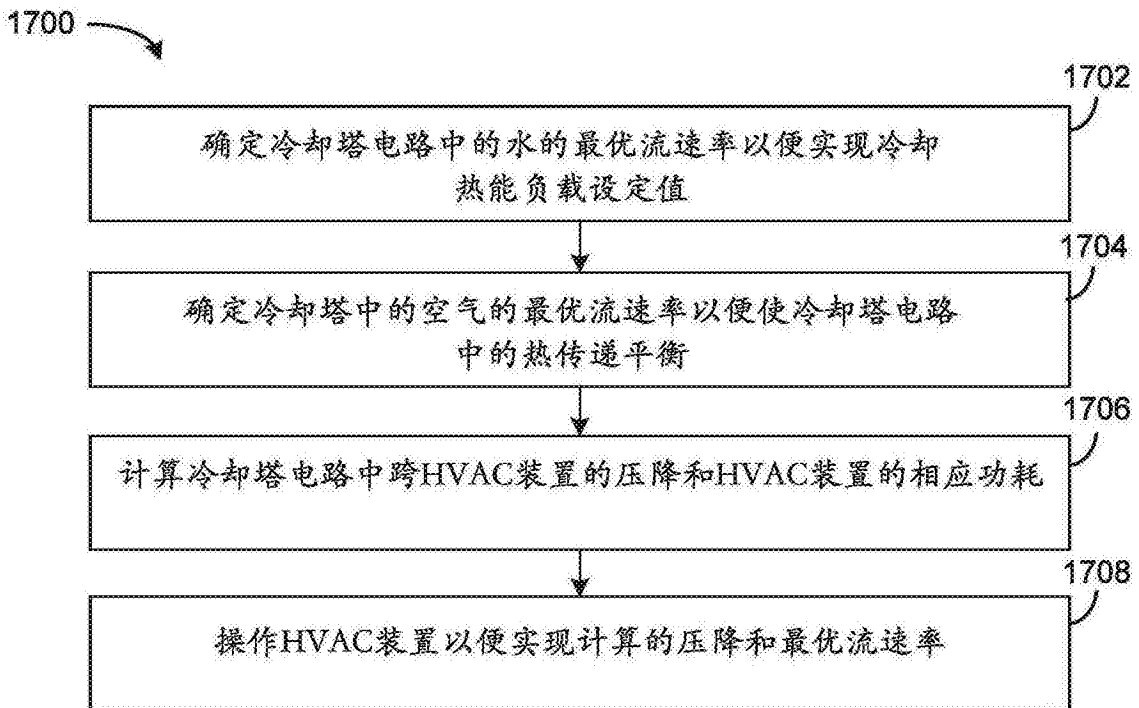 1700
1702
确定冷却塔电路中的水的最优流速率以便实现冷却
热能负载设定值
1704
确定冷却塔中的空气的最优流速率以便使冷却塔电路
中的热传递平衡
1706
计算冷却塔电路中跨HVAC装置的压降和HVAC装置的相应功耗
1708
操作HVAC装置以便实现计算的压降和最优流速率